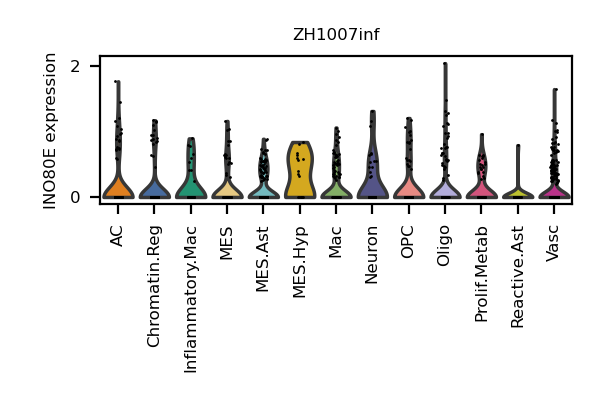 ZH1007inf
INO80E expression
2
0
AC
Chromatin.Reg
Inflammatory.Mac
MES
MES.Ast
MES.Hyp
Mac
Neuron
OPC
Oligo
Prolif.Metab
Reactive.Ast
Vasc